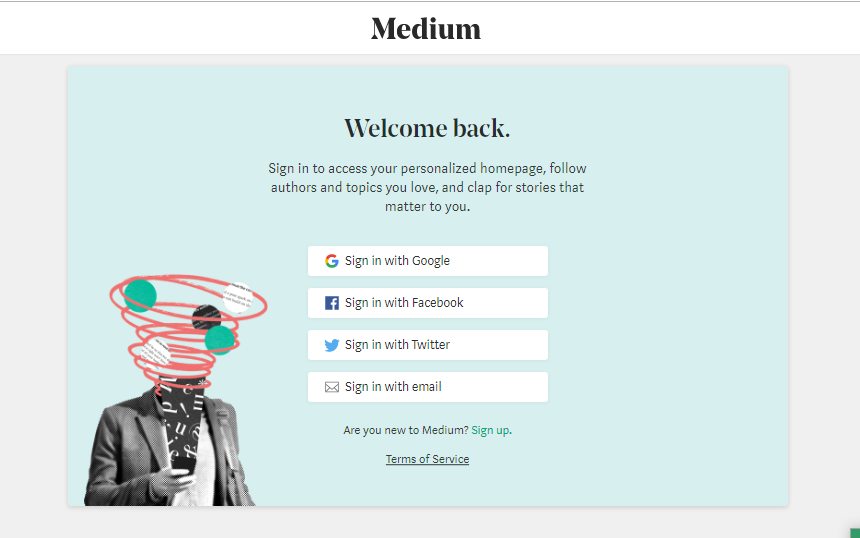 Medium
Welcome back.
Sign in to access your personalized homepage, follow
authors and topics you love, and clap for stories that
matter to you.
Sign in with Google
Sign in with Facebook
Sign in with Twitter
Sign in with email
Are you new to Medium? Sign up.
Terms of Service